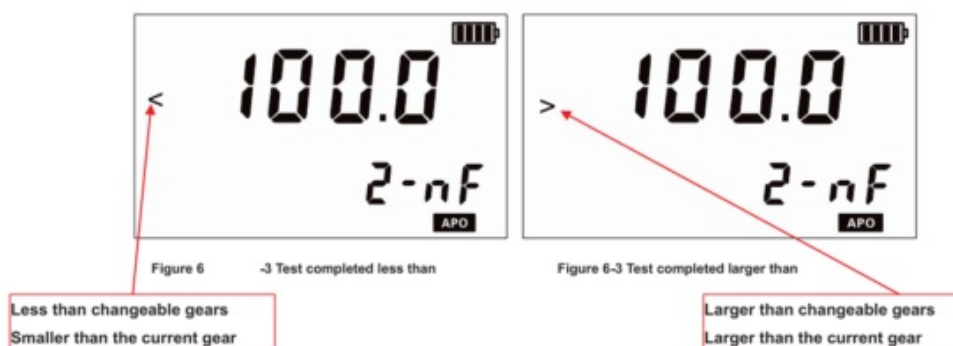 < 100.0
2-nF
APO
> 100.0
2-nF
APO
Figure 6 -3 Test completed less than
Figure 6-3 Test completed larger than
Less than changeable gears
Smaller than the current gear
Larger than changeable gears
Larger than the current gear